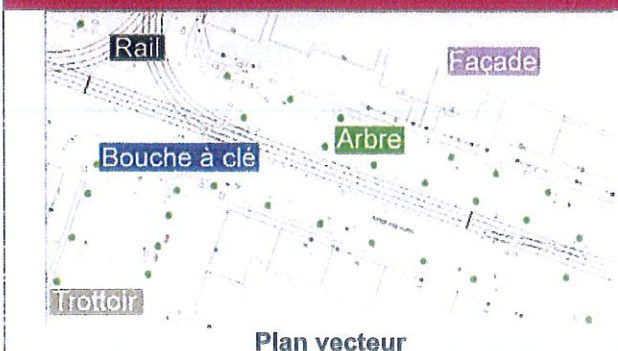 Rail
Façade
Arbre
Bouche à clé
Trottoir
Plan vecteur